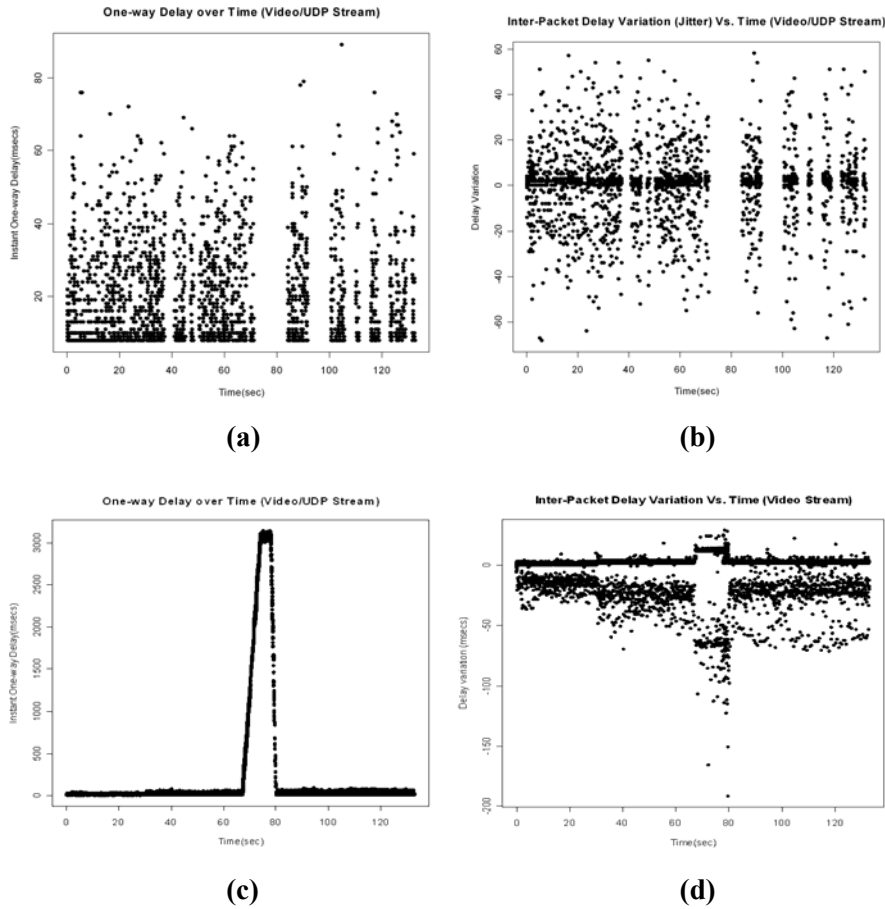 One-way Delay over Time (Video/UDP Stream)
Instant One-way Delay(msecs)
80
60
40
20
0 20 40 60 80 100 120
Time(sec)
(a)
Inter-Packet Delay Variation (Jitter) Vs. Time (Video/UDP Stream)
Delay Variation
60
40
20
0
-20
-40
-60
0 20 40 60 80 100 120
Time(sec)
(b)
One-way Delay over Time (Video/UDP Stream)
Instant One-way Delay(msecs)
3000
2500
2000
1500
1000
500
0
0 20 40 60 80 100 120
Time(sec)
(c)
Inter-Packet Delay Variation Vs. Time (Video Stream)
Delay variation (msecs)
0
-50
-100
-150
-200
0 20 40 60 80 100 120
Time(sec)
(d)